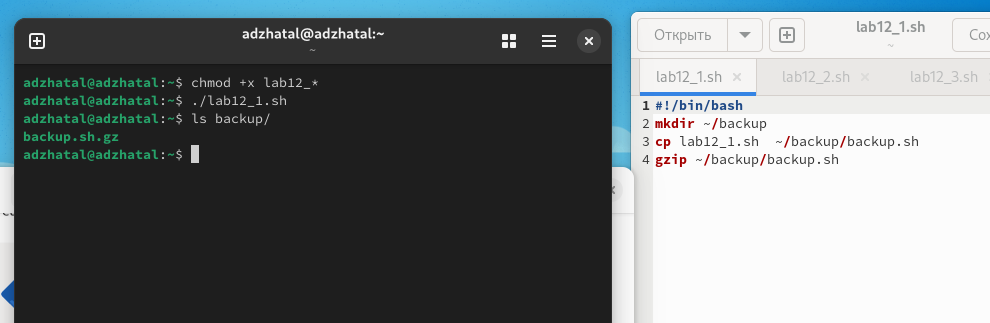 adzhatal@adzhatal:~
~
adzhatal@adzhatal:~$ chmod +x lab12_*
adzhatal@adzhatal:~$ ./lab12_1.sh
adzhatal@adzhatal:~$ ls backup/
backup.sh.gz
adzhatal@adzhatal:~$
Открыть
lab12_1.sh
~
Сох
lab12_1.sh
lab12_2.sh
lab12_3.sh
1 #!/bin/bash
2 mkdir ~/backup
3 cp lab12_1.sh  ~/backup/backup.sh
4 gzip ~/backup/backup.sh